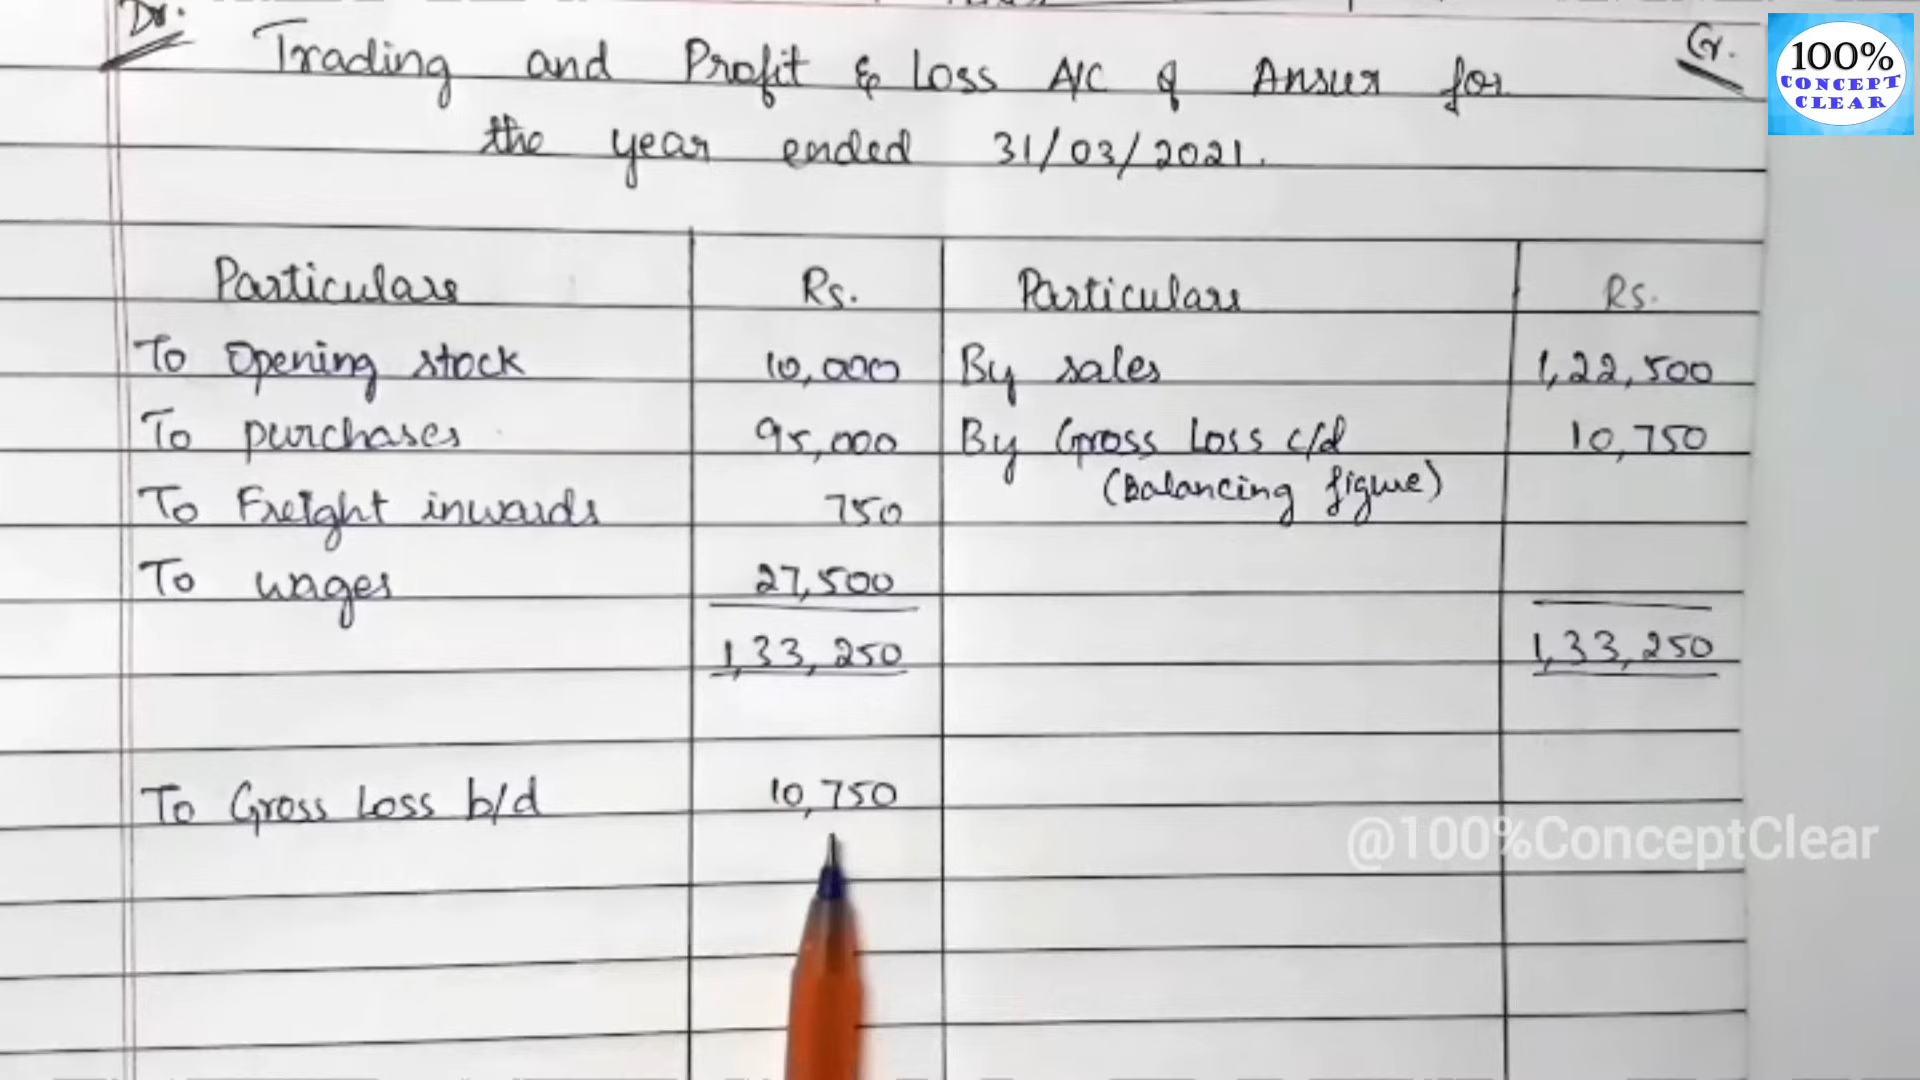 Dr. Cr.
Trading and Profit & Loss A/C of Ansur for
the year ended 31/03/2021.
Particulars Rs. Particulars Rs.
To Opening stock 10,000 By sales 1,22,500
To purchases 95,000 By Gross Loss c/d 10,750
(Balancing figure)
To Freight inwards 750
To wages 27,500
1,33,250 1,33,250
To Gross Loss b/d 10,750
100%
CONCEPT
CLEAR
@100%ConceptClear